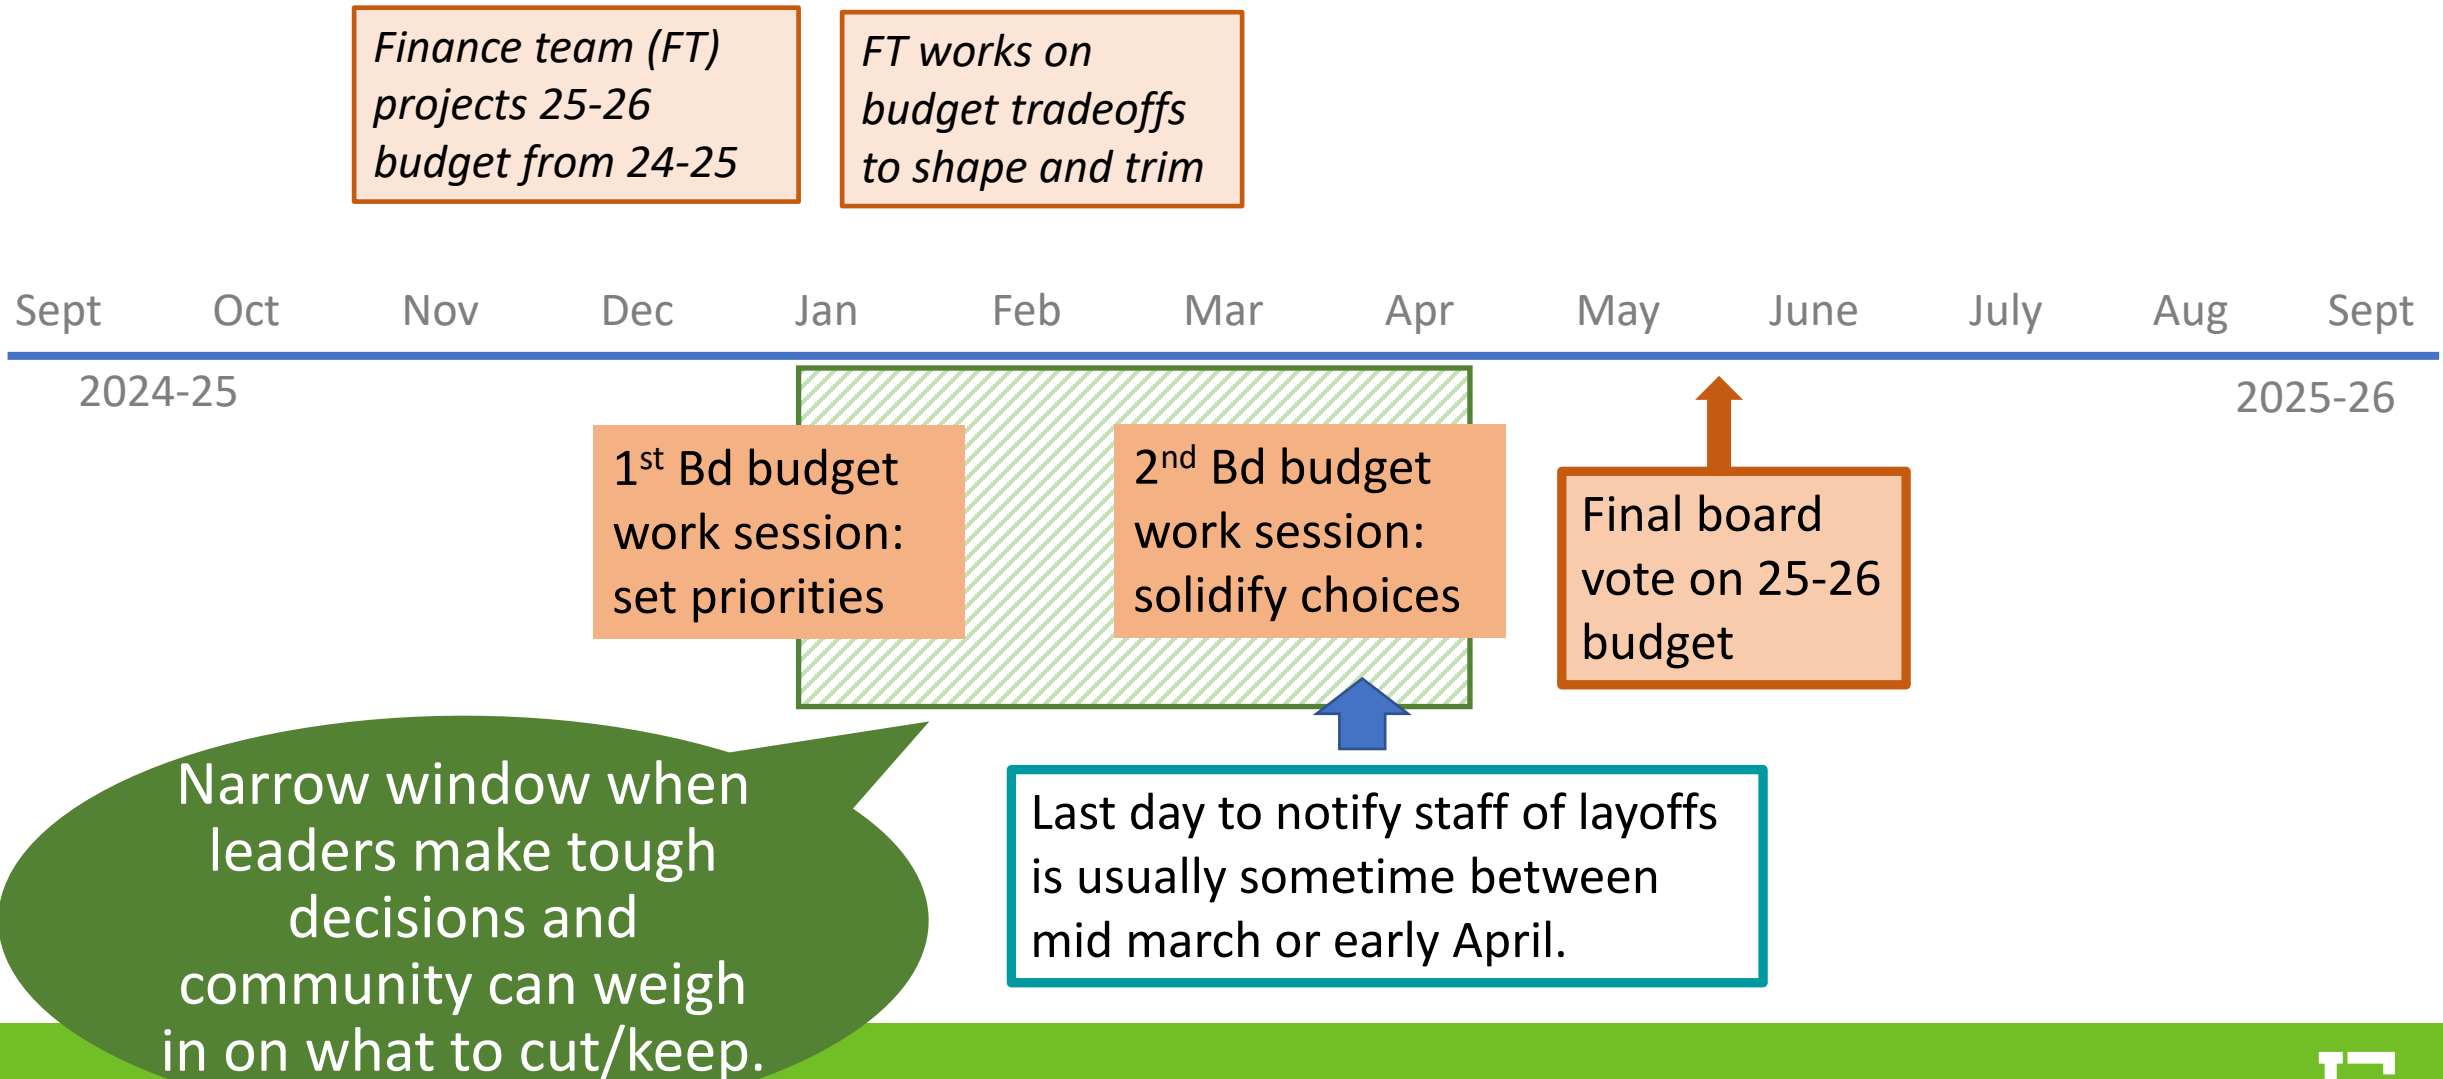 Finance team (FT)
projects 25-26
budget from 24-25
FT works on
budget tradeoffs
to shape and trim
Sept Oct Nov Dec Jan Feb Mar Apr May June July Aug Sept
2024-25 2025-26
1st Bd budget
work session:
set priorities
2nd Bd budget
work session:
solidify choices
Final board
vote on 25-26
budget
Narrow window when
leaders make tough
decisions and
community can weigh
in on what to cut/keep.
Last day to notify staff of layoffs
is usually sometime between
mid march or early April.